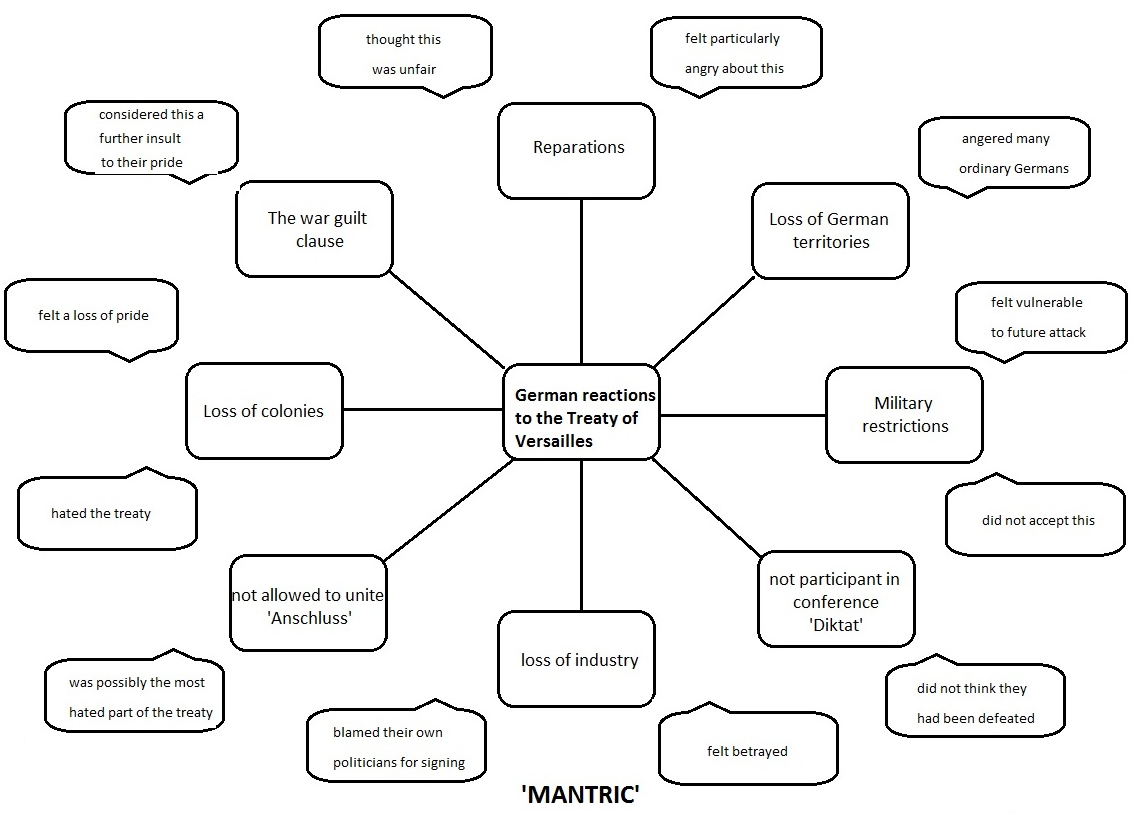 thought this
was unfair
felt particularly
angry about this
considered this a
further insult
to their pride
Reparations
angered many
ordinary Germans
The war guilt
clause
Loss of German
territories
felt a loss of pride
felt vulnerable
to future attack
Loss of colonies
German reactions
to the Treaty of
Versailles
Military
restrictions
hated the treaty
did not accept this
not allowed to unite
'Anschluss'
not participant in
conference
'Diktat'
loss of industry
was possibly the most
hated part of the treaty
did not think they
had been defeated
blamed their own
politicians for signing
felt betrayed
'MANTRIC'